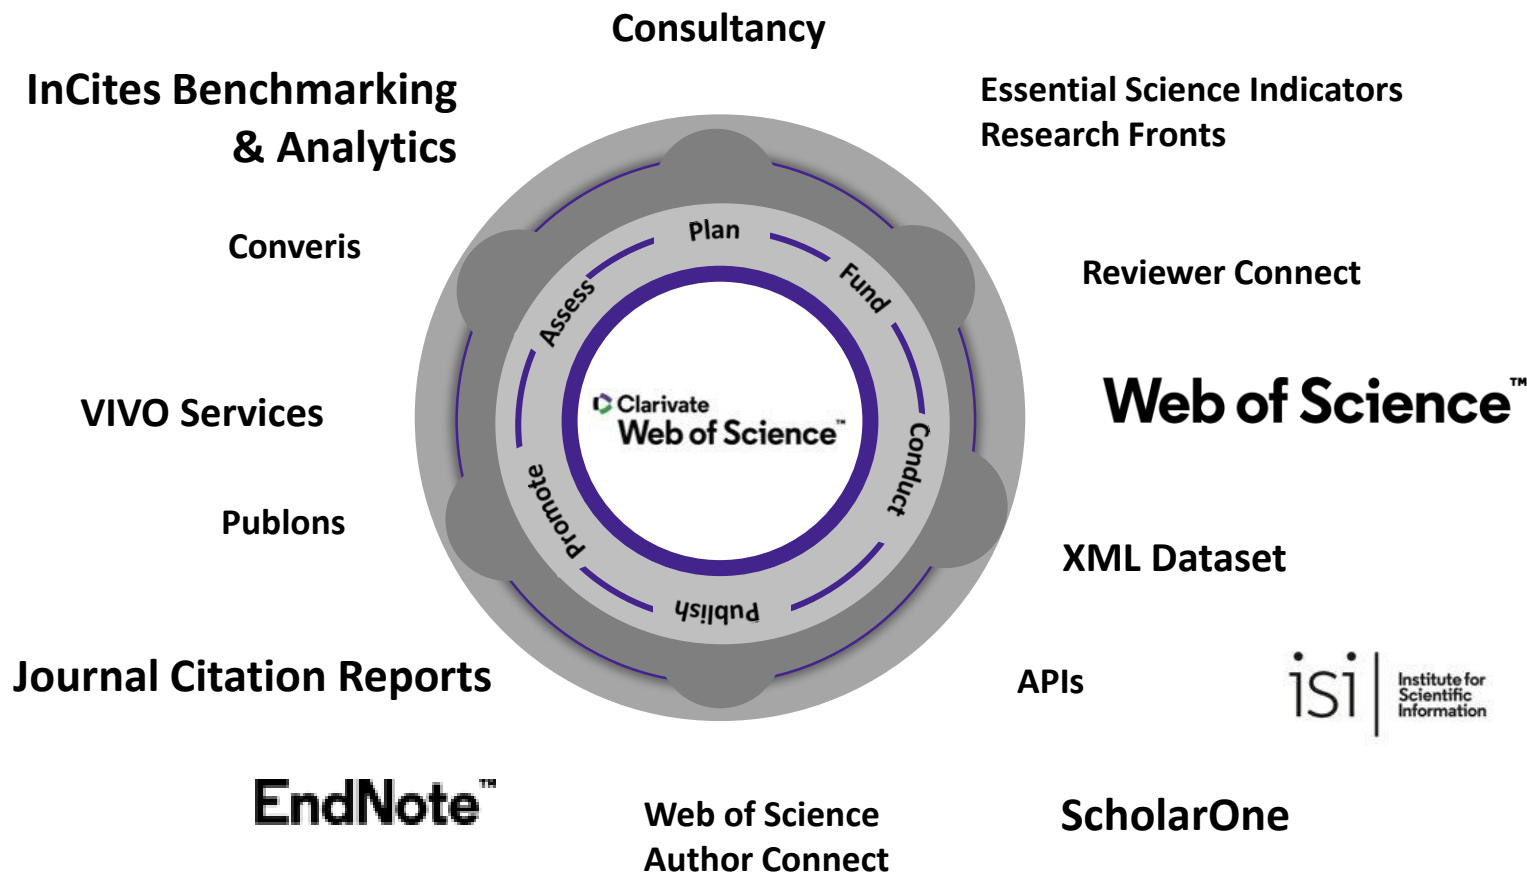 Consultancy
InCites Benchmarking
& Analytics
Essential Science Indicators
Research Fronts
Converis
Reviewer Connect
VIVO Services
Web of Science™
Publons
XML Dataset
Journal Citation Reports
APIs
isi
Institute for
Scientific
Information
EndNote™
Web of Science
Author Connect
ScholarOne
Plan
Fund
Conduct
Publish
Promote
Assess
Clarivate
Web of Science™